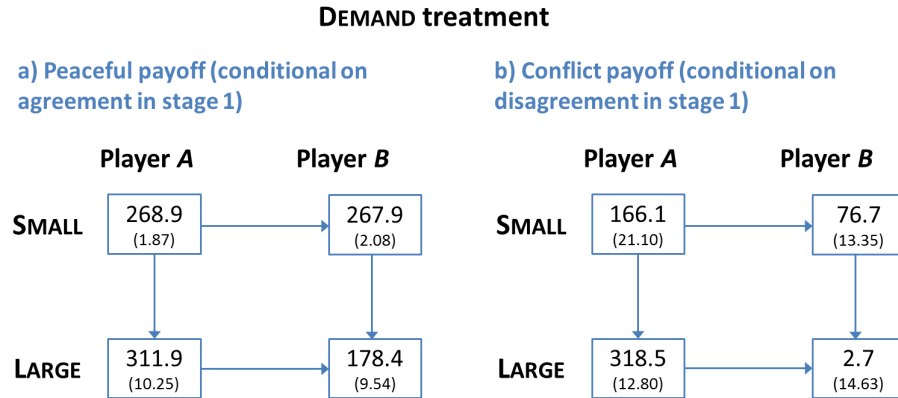 DEMAND treatment
a) Peaceful payoff (conditional on
agreement in stage 1)
b) Conflict payoff (conditional on
disagreement in stage 1)
Player A Player B
Player A Player B
SMALL 268.9 267.9
(1.87) (2.08)
SMALL 166.1 76.7
(21.10) (13.35)
LARGE 311.9 178.4
(10.25) (9.54)
LARGE 318.5 2.7
(12.80) (14.63)